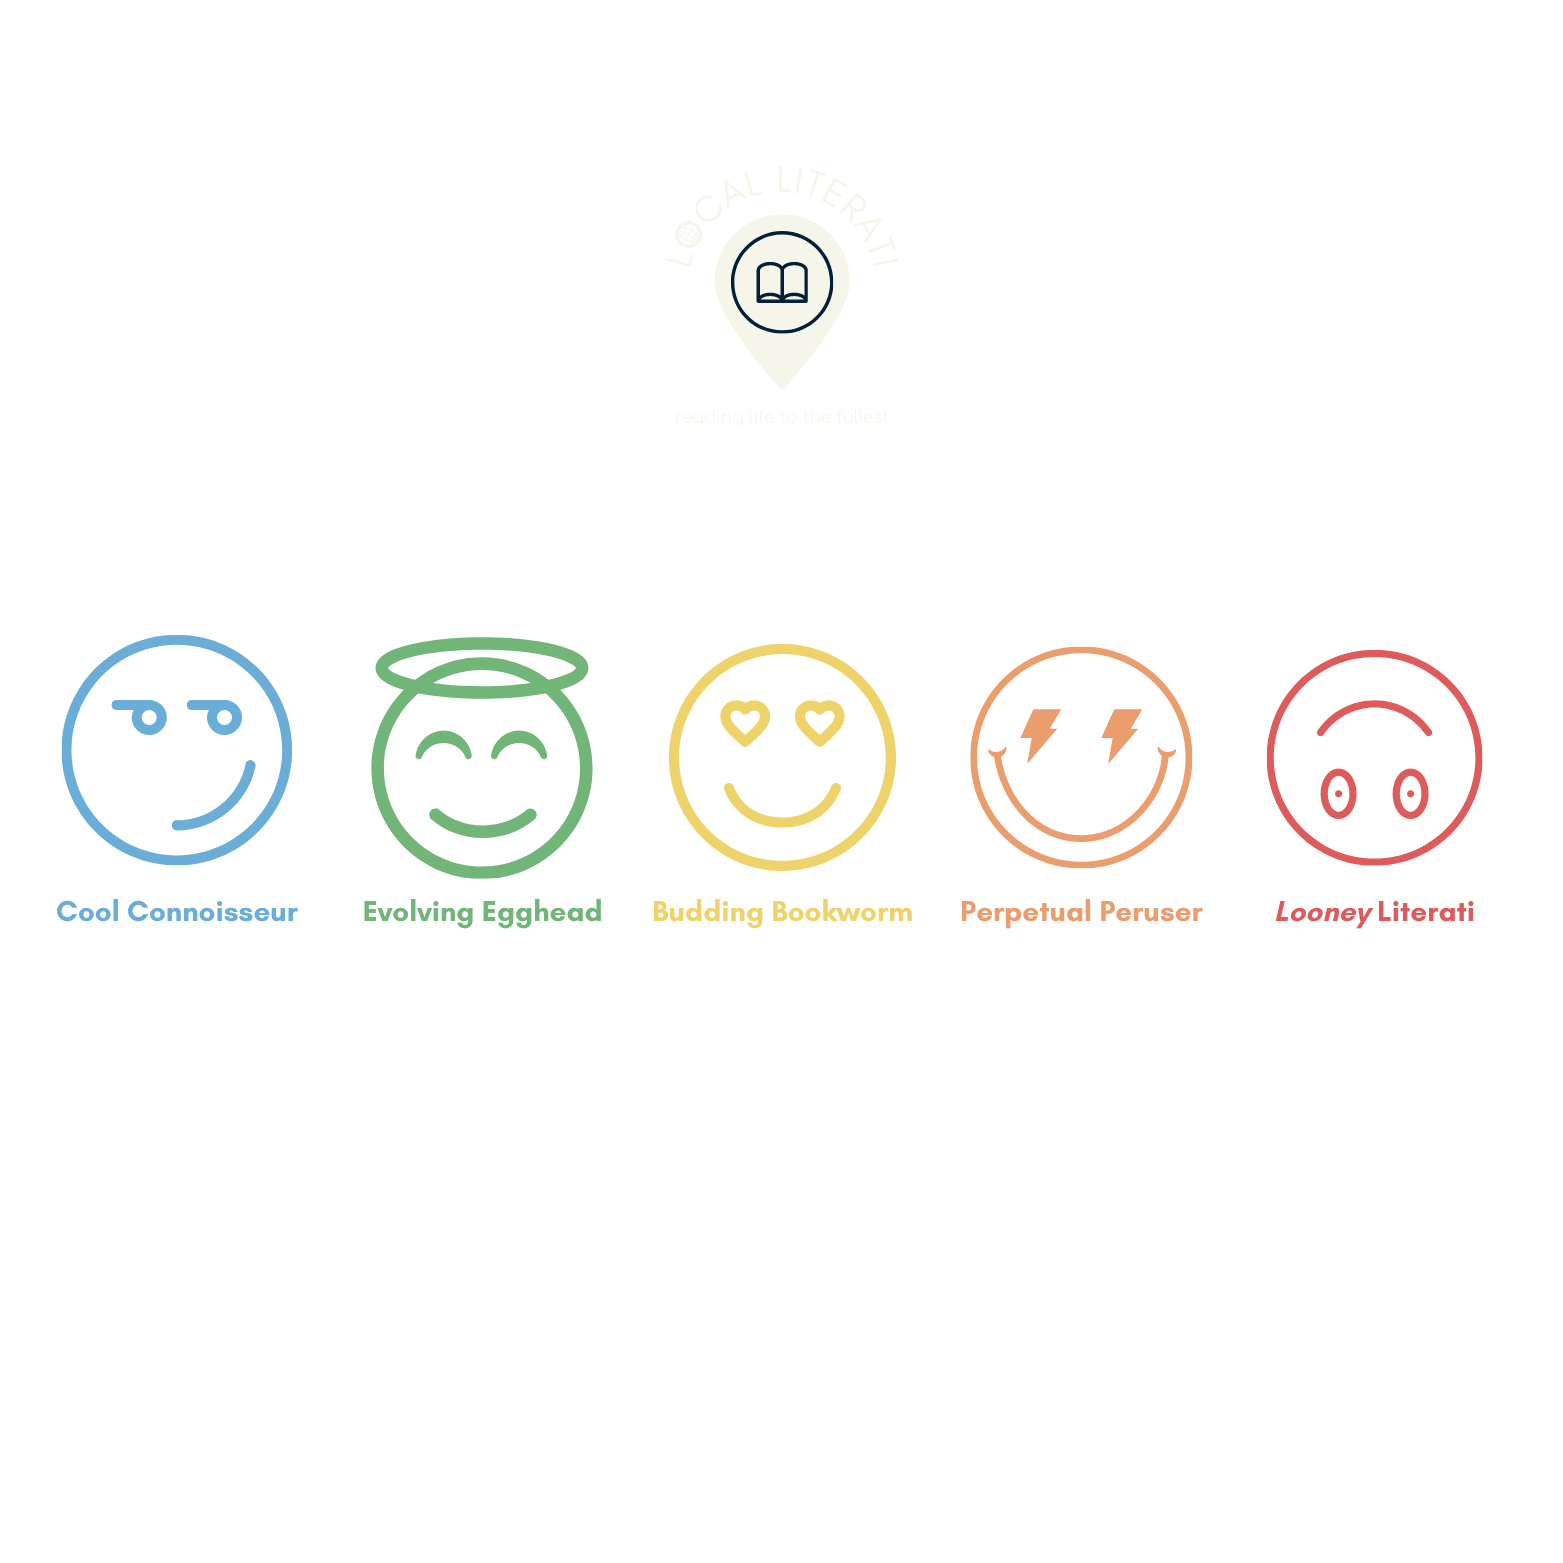 LOCAL LITERATI
reading life to the fullest
Cool Connoisseur
Evolving Egghead
Budding Bookworm
Perpetual Peruser
Looney Literati